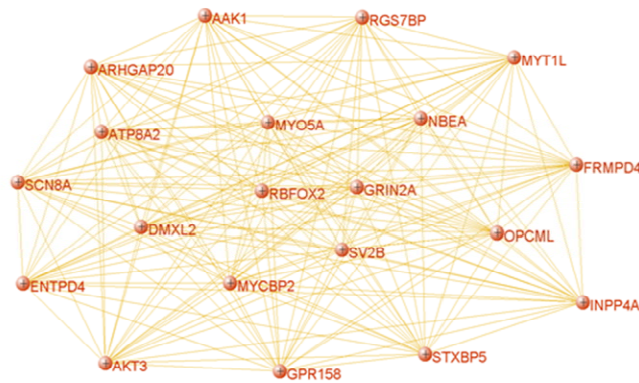 AAK1
RGS7BP
MYT1L
ARHGAP20
MYO5A
NBEA
ATP8A2
FRMPD4
SCN8A
RBFOX2
GRIN2A
DMXL2
OPCML
SV2B
ENTPD4
MYCBP2
INPP4A
STXBP5
AKT3
GPR158